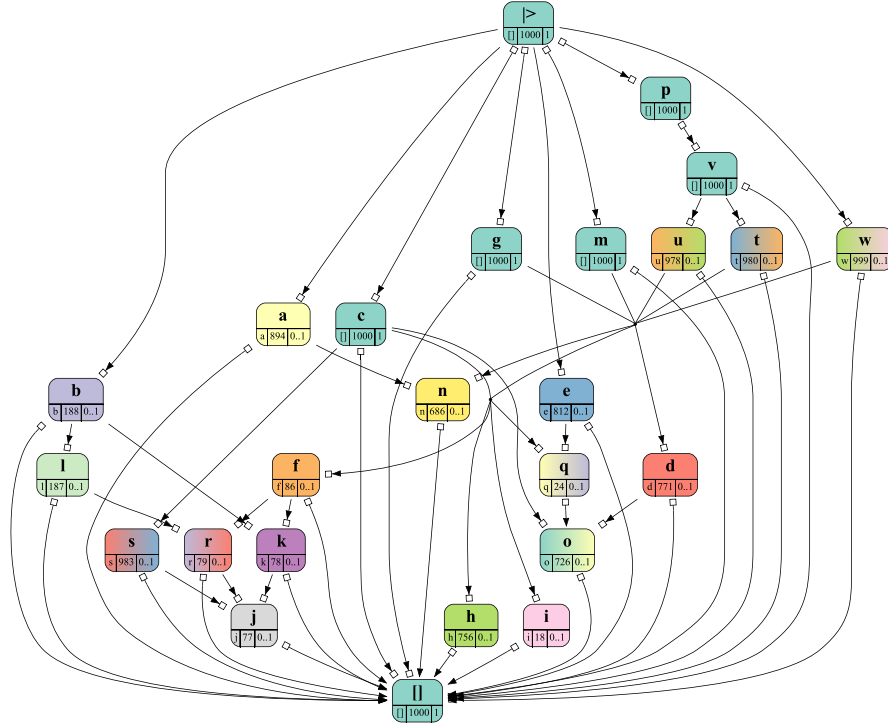 |>
[] 1000 1
p
[] 1000 1
v
[] 1000 1
g
[] 1000 1
m
[] 1000 1
u
u 978 0..1
t
t 980 0..1
w
w 999 0..1
a
a 894 0..1
c
[] 1000 1
b
b 188 0..1
n
n 686 0..1
e
e 812 0..1
l
l 187 0..1
f
f 86 0..1
q
q 24 0..1
d
d 771 0..1
s
s 983 0..1
r
r 79 0..1
k
k 78 0..1
o
o 726 0..1
j
j 77 0..1
h
h 756 0..1
i
i 18 0..1
[]
[] 1000 1